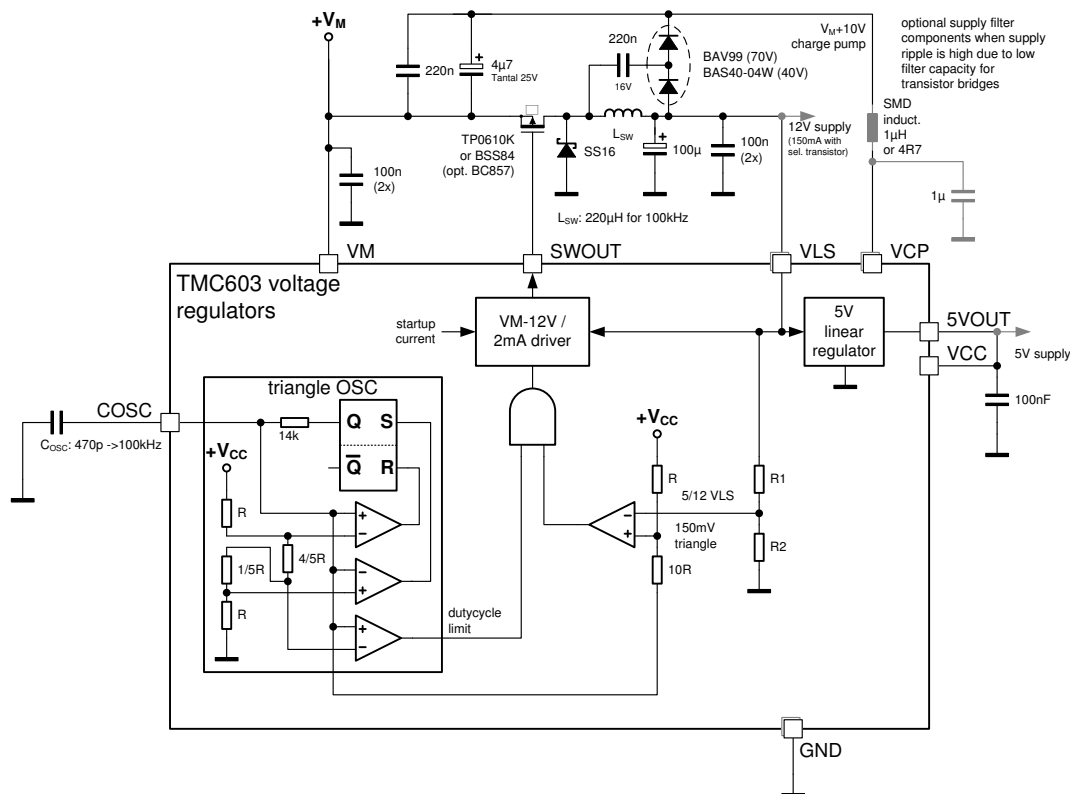 +VM
220n
4µ7
Tantal 25V
220n
16V
VM+10V
charge pump
BAV99 (70V)
BAS40-04W (40V)
optional supply filter
components when supply
ripple is high due to low
filter capacity for
transistor bridges
SMD
induct.
1µH
or 4R7
TP0610K
or BSS84
(opt. BC857)
SS16
LSW
100µ
100n
(2x)
12V supply
(150mA with
sel. transistor)
100n
(2x)
1µ
LSW: 220µH for 100kHz
VM
SWOUT
VLS
VCP
TMC603 voltage
regulators
startup
current
VM-12V /
2mA driver
5V
linear
regulator
5VOUT
5V supply
VCC
100nF
triangle OSC
COSC
COSC: 470p ->100kHz
14k
Q
S
Q
R
+VCC
R
4/5R
1/5R
R
+
−
−
+
+
−
dutycycle
limit
+VCC
R
5/12 VLS
−
+
150mV
triangle
10R
R1
R2
GND